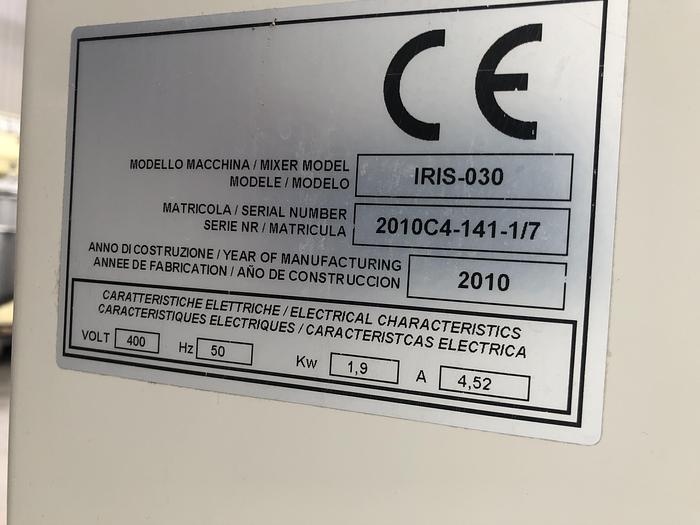 CE
MODELLO MACCHINA / MIXER MODEL
MODELE / MODELO
IRIS-030
MATRICOLA / SERIAL NUMBER
SERIE NR / MATRICULA
2010C4-141-1/7
ANNO DI COSTRUZIONE / YEAR OF MANUFACTURING
ANNEE DE FABRICATION / AÑO DE CONSTRUCCION
2010
CARATTERISTICHE ELETTRICHE / ELECTRICAL CHARACTERISTICS
CARACTERISTIQUES ELECTRIQUES / CARACTERISTCAS ELECTRICA
VOLT 400 Hz 50 Kw 1,9 A 4,52